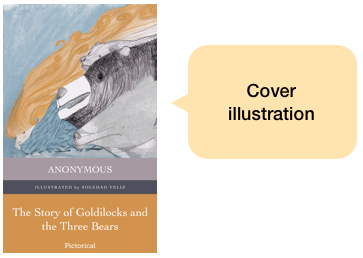 ANONYMOUS
ILLUSTRATED by SOLEDAD VELIZ
The Story of Goldilocks and
the Three Bears
Pictorical
Cover
illustration